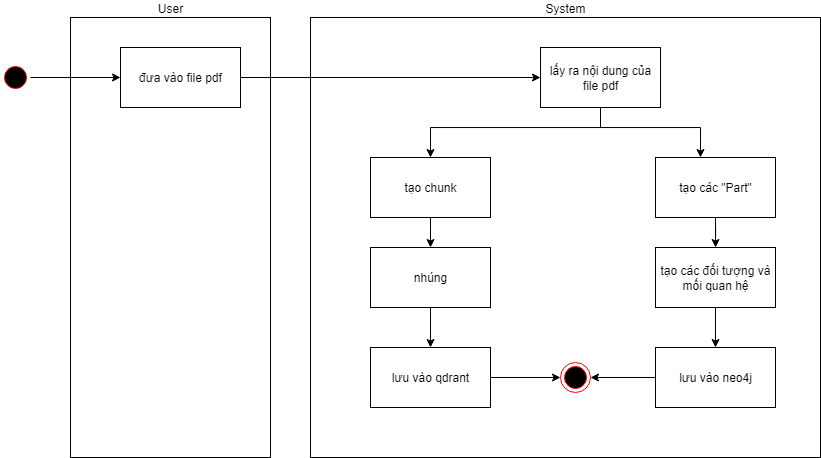 User
System
đưa vào file pdf
lấy ra nội dung của
file pdf
tạo chunk
tạo các "Part"
nhúng
tạo các đối tượng và
mối quan hệ
lưu vào qdrant
lưu vào neo4j